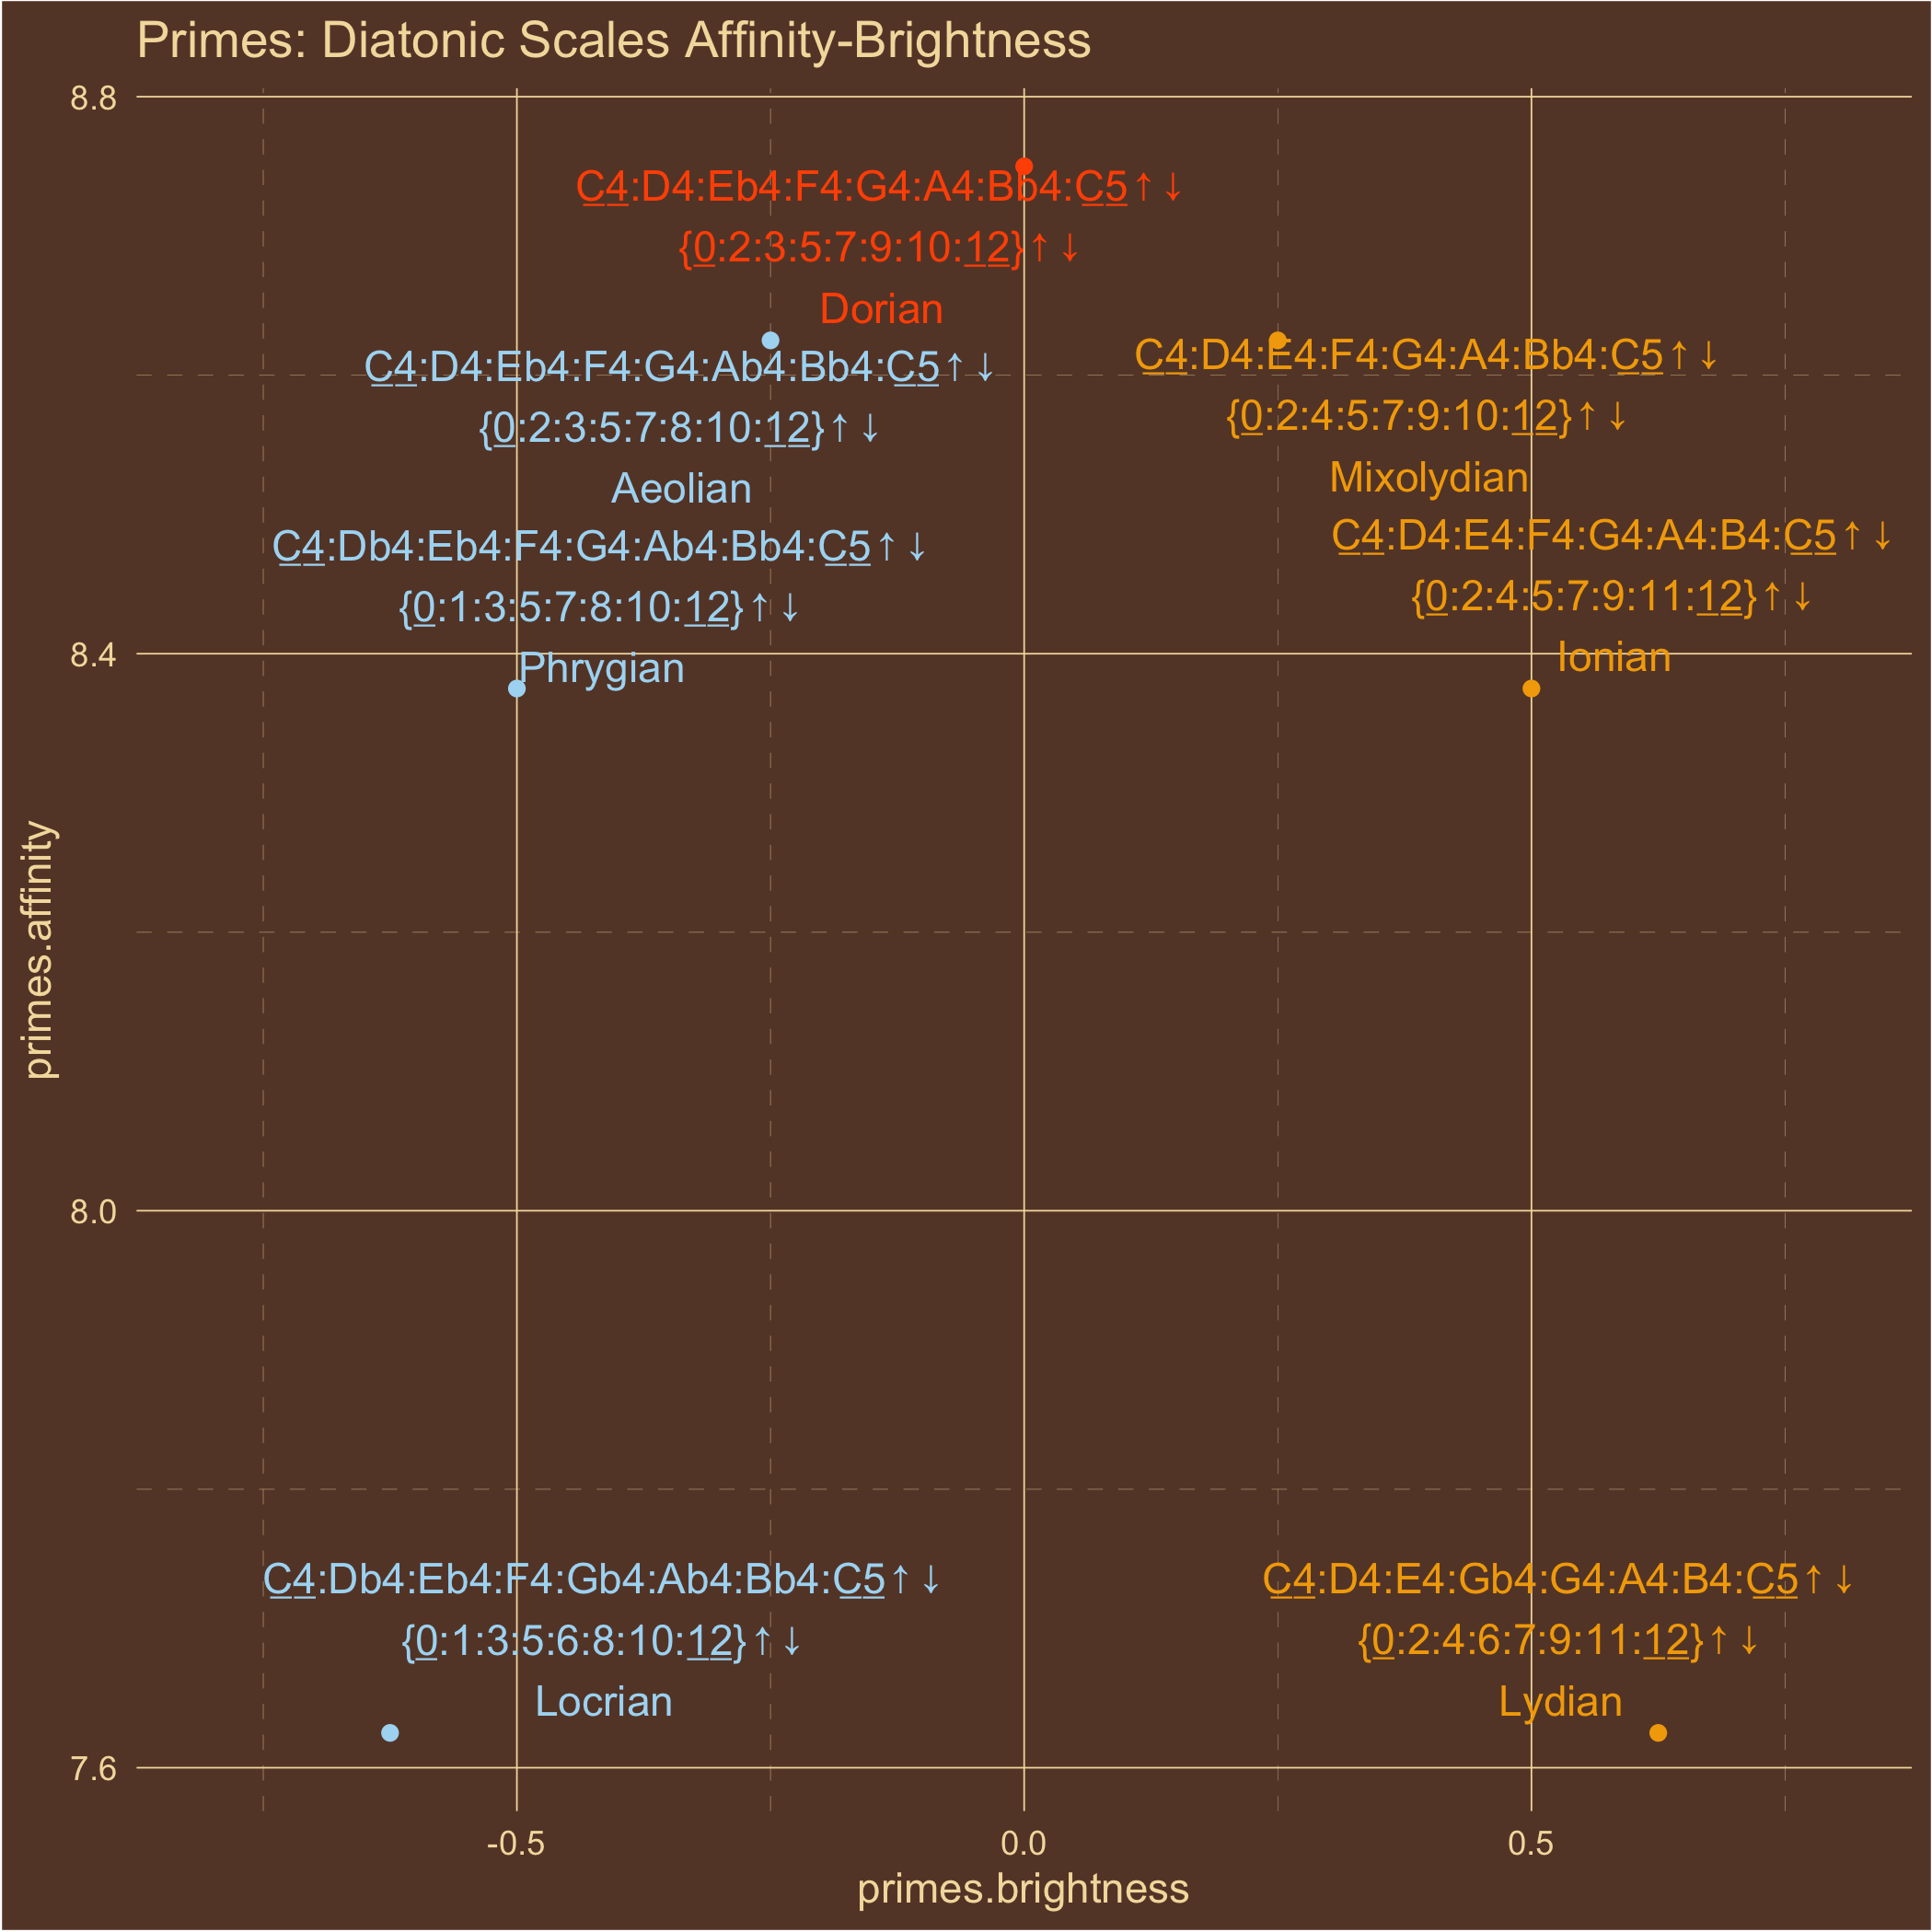 Primes: Diatonic Scales Affinity-Brightness
8.8
C4:D4:Eb4:F4:G4:A4:Bb4:C5↑↓
{0:2:3:5:7:9:10:12}↑↓
Dorian
C4:D4:Eb4:F4:G4:Ab4:Bb4:C5↑↓
{0:2:3:5:7:8:10:12}↑↓
Aeolian
C4:D4:E4:F4:G4:A4:Bb4:C5↑↓
{0:2:4:5:7:9:10:12}↑↓
Mixolydian
C4:Db4:Eb4:F4:G4:Ab4:Bb4:C5↑↓
{0:1:3:5:7:8:10:12}↑↓
Phrygian
C4:D4:E4:F4:G4:A4:B4:C5↑↓
{0:2:4:5:7:9:11:12}↑↓
Ionian
8.4
primes.affinity
8.0
C4:Db4:Eb4:F4:Gb4:Ab4:Bb4:C5↑↓
{0:1:3:5:6:8:10:12}↑↓
Locrian
C4:D4:E4:Gb4:G4:A4:B4:C5↑↓
{0:2:4:6:7:9:11:12}↑↓
Lydian
7.6
-0.5
0.0
0.5
primes.brightness